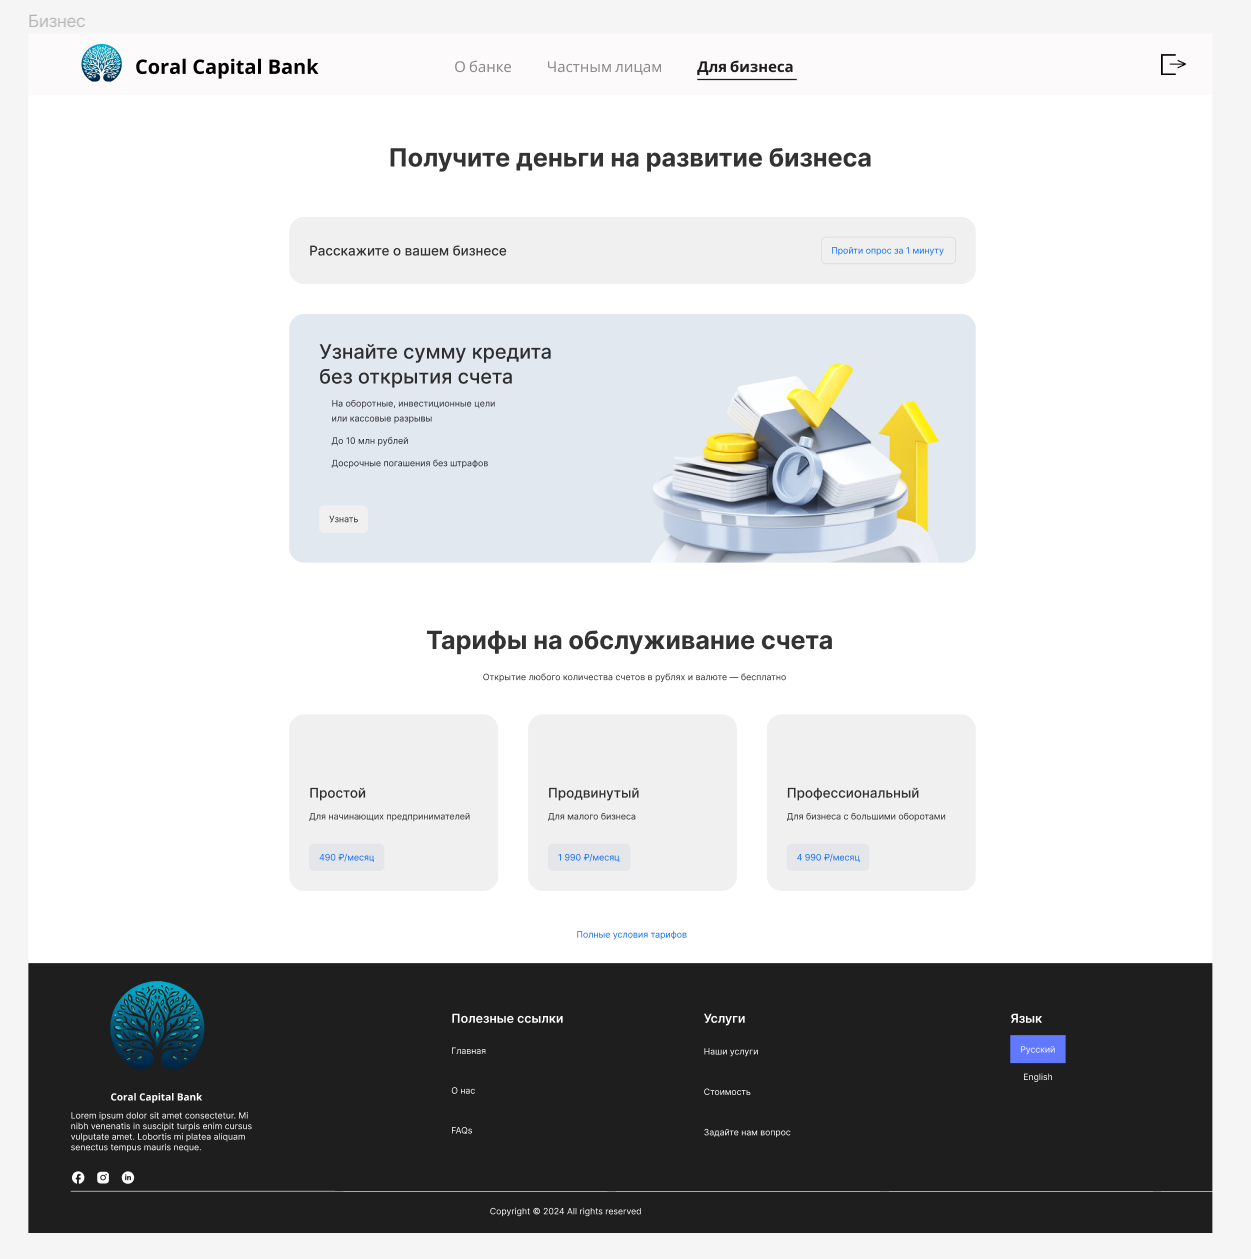 Бизнес
Coral Capital Bank
О банке
Частным лицам
Для бизнеса
Получите деньги на развитие бизнеса
Расскажите о вашем бизнесе
Пройти опрос за 1 минуту
Узнайте сумму кредита
без открытия счета
На оборотные, инвестиционные цели
или кассовые разрывы
До 10 млн рублей
Досрочные погашения без штрафов
Узнать
Тарифы на обслуживание счета
Открытие любого количества счетов в рублях и валюте — бесплатно
Простой
Для начинающих предпринимателей
490 ₽/месяц
Продвинутый
Для малого бизнеса
1 990 ₽/месяц
Профессиональный
Для бизнеса с большими оборотами
4 990 ₽/месяц
Полные условия тарифов
Coral Capital Bank
Lorem ipsum dolor sit amet consectetur. Mi
nibh venenatis in suscipit turpis enim cursus
vulputate amet. Lobortis mi platea aliquam
senectus tempus mauris neque.
Полезные ссылки
Главная
О нас
FAQs
Услуги
Наши услуги
Стоимость
Задайте нам вопрос
Язык
Русский
English
Copyright © 2024 All rights reserved